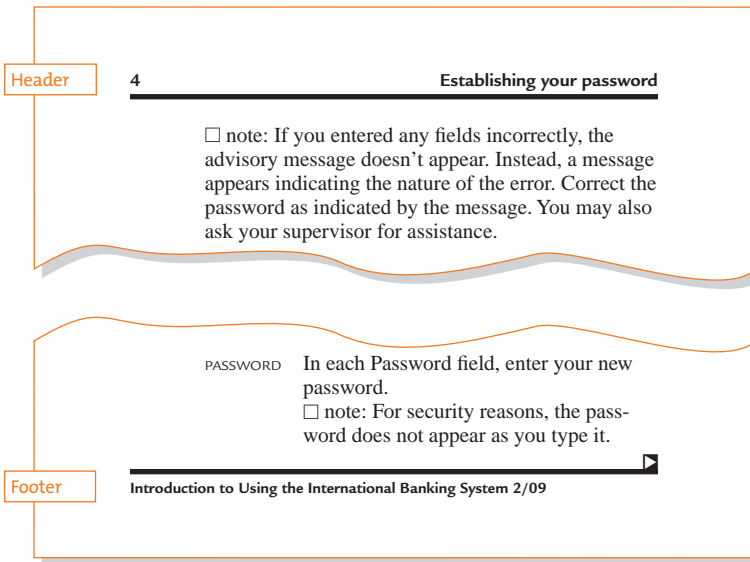 Header
4 Establishing your password
□ note: If you entered any fields incorrectly, the
advisory message doesn’t appear. Instead, a message
appears indicating the nature of the error. Correct the
password as indicated by the message. You may also
ask your supervisor for assistance.
PASSWORD In each Password field, enter your new
password.
□ note: For security reasons, the pass-
word does not appear as you type it.
Footer
Introduction to Using the International Banking System 2/09